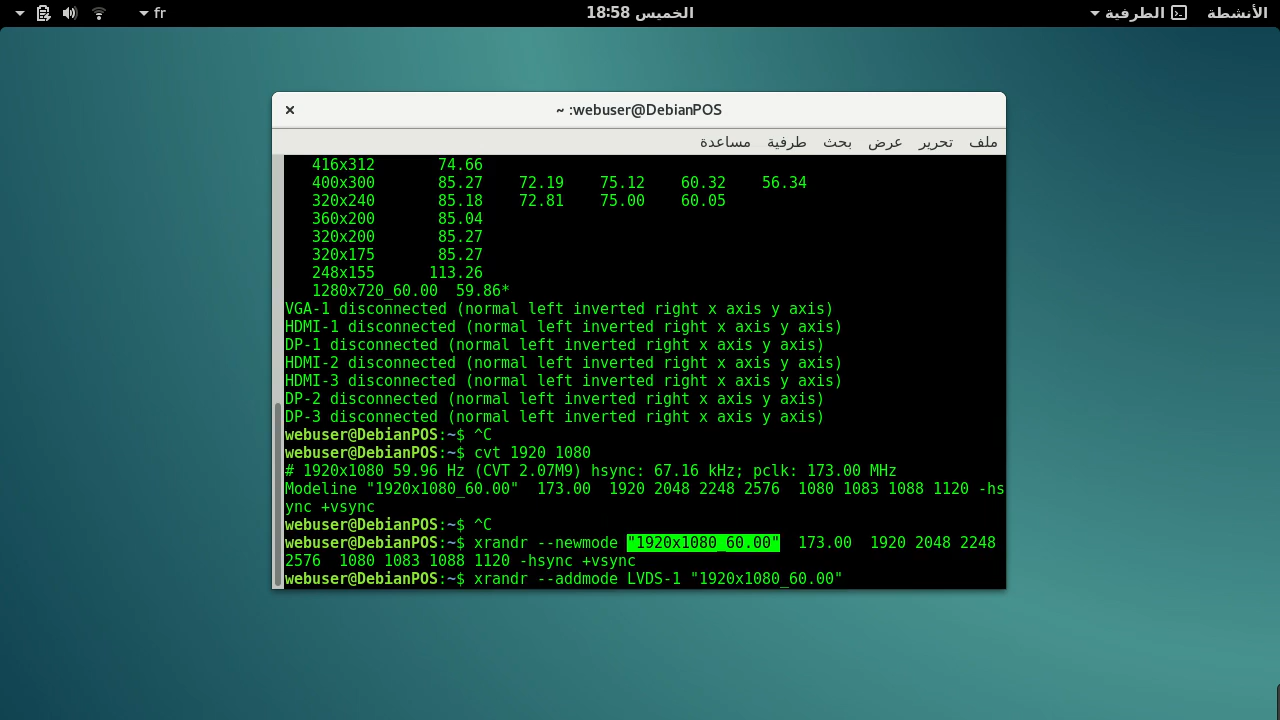 الأنشطة الطرفية الخميس 18:58 fr
~ :webuser@DebianPOS
ملف تحرير عرض بحث طرفية مساعدة
416x312 74.66
400x300 85.27 72.19 75.12 60.32 56.34
320x240 85.18 72.81 75.00 60.05
360x200 85.04
320x200 85.27
320x175 85.27
248x155 113.26
1280x720_60.00 59.86*
VGA-1 disconnected (normal left inverted right x axis y axis)
HDMI-1 disconnected (normal left inverted right x axis y axis)
DP-1 disconnected (normal left inverted right x axis y axis)
HDMI-2 disconnected (normal left inverted right x axis y axis)
HDMI-3 disconnected (normal left inverted right x axis y axis)
DP-2 disconnected (normal left inverted right x axis y axis)
DP-3 disconnected (normal left inverted right x axis y axis)
webuser@DebianPOS:~$ ^C
webuser@DebianPOS:~$ cvt 1920 1080
# 1920x1080 59.96 Hz (CVT 2.07M9) hsync: 67.16 kHz; pclk: 173.00 MHz
Modeline "1920x1080_60.00" 173.00 1920 2048 2248 2576 1080 1083 1088 1120 -hs
ync +vsync
webuser@DebianPOS:~$ ^C
webuser@DebianPOS:~$ xrandr --newmode "1920x1080_60.00" 173.00 1920 2048 2248
2576 1080 1083 1088 1120 -hsync +vsync
webuser@DebianPOS:~$ xrandr --addmode LVDS-1 "1920x1080_60.00"